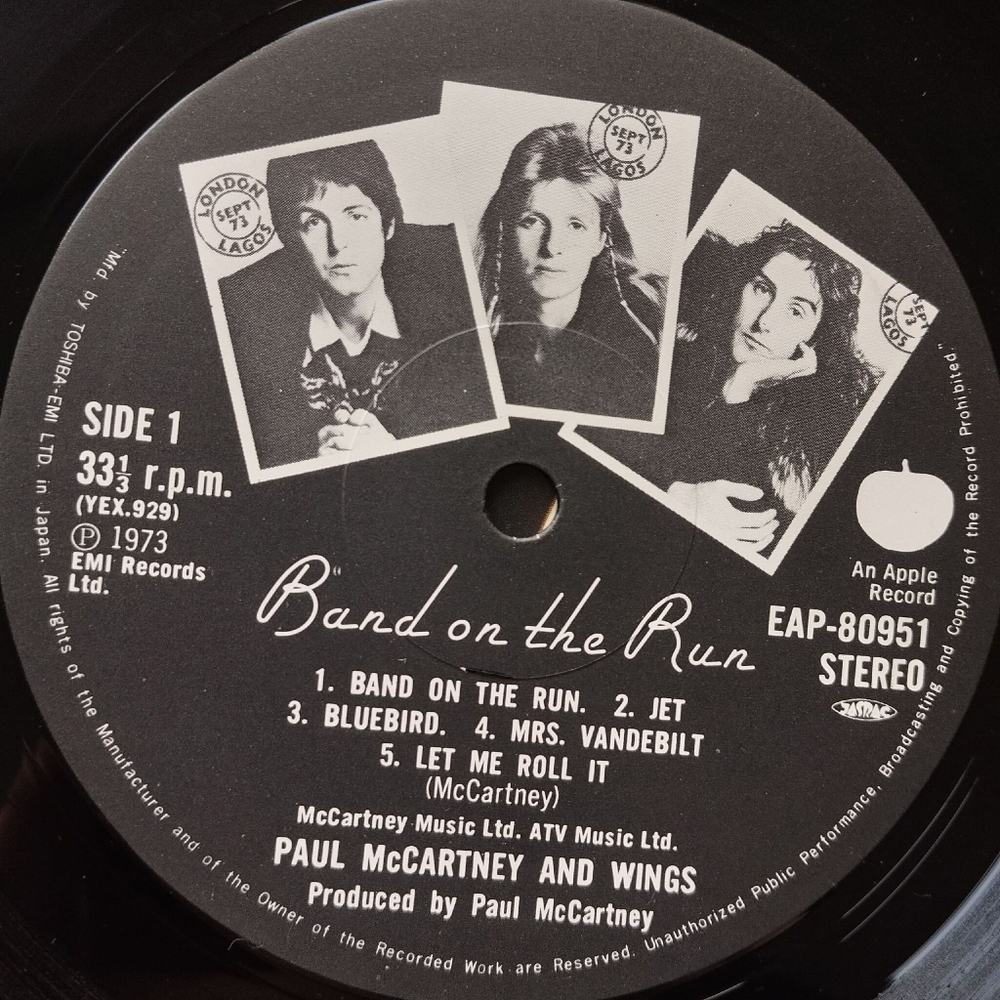 LONDON
SEPT
73
LAGOS
LONDON
SEPT
73
LAGOS
SEPT
73
LAGOS
SIDE 1
33⅓ r.p.m.
(YEX.929)
Ⓟ 1973
EMI Records
Ltd.
An Apple
Record
EAP-80951
STEREO
JASRAC
Band on the Run
1. BAND ON THE RUN. 2. JET
3. BLUEBIRD. 4. MRS. VANDEBILT
5. LET ME ROLL IT
(McCartney)
McCartney Music Ltd. ATV Music Ltd.
PAUL McCARTNEY AND WINGS
Produced by Paul McCartney
"Mfd. by TOSHIBA-EMI LTD. in Japan. All rights of the Manufacturer and of the Owner of the Recorded Work are Reserved. Unauthorized Public Performance, Broadcasting and Copying of the Record Prohibited."